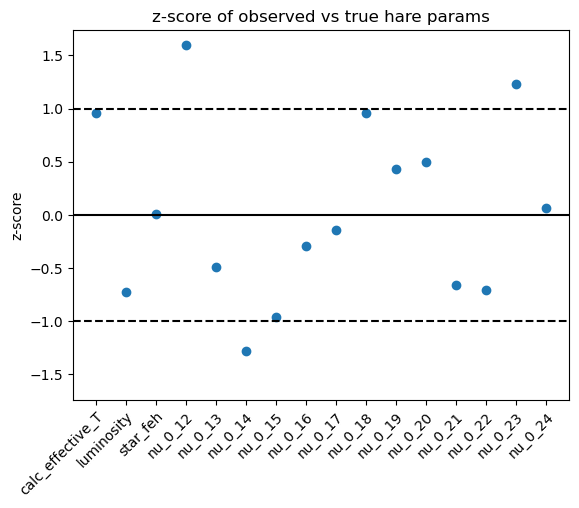 z-score of observed vs true hare params
z-score
1.5
1.0
0.5
0.0
−0.5
−1.0
−1.5
calc_effective_T
luminosity
star_feh
nu_0_12
nu_0_13
nu_0_14
nu_0_15
nu_0_16
nu_0_17
nu_0_18
nu_0_19
nu_0_20
nu_0_21
nu_0_22
nu_0_23
nu_0_24